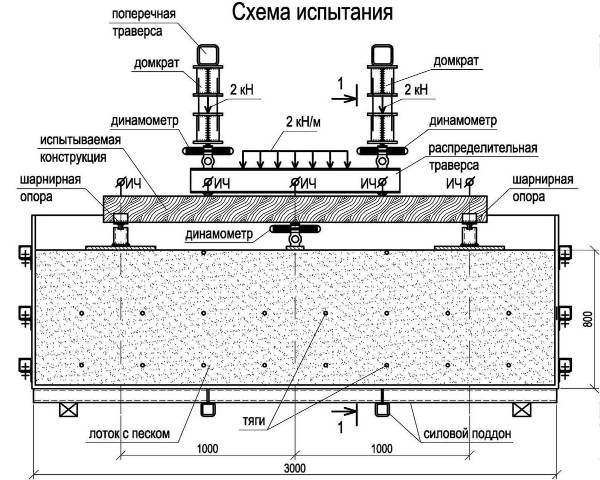 Схема испытания
поперечная
траверса
домкрат
2 кН
1
домкрат
2 кН
динамометр
2 кН/м
динамометр
испытываемая
конструкция
распределительная
траверса
шарнирная
опора
ИЧ
ИЧ
ИЧ
ИЧ
ИЧ
шарнирная
опора
динамометр
800
лоток с песком
тяги
1
силовой поддон
1000
1000
3000